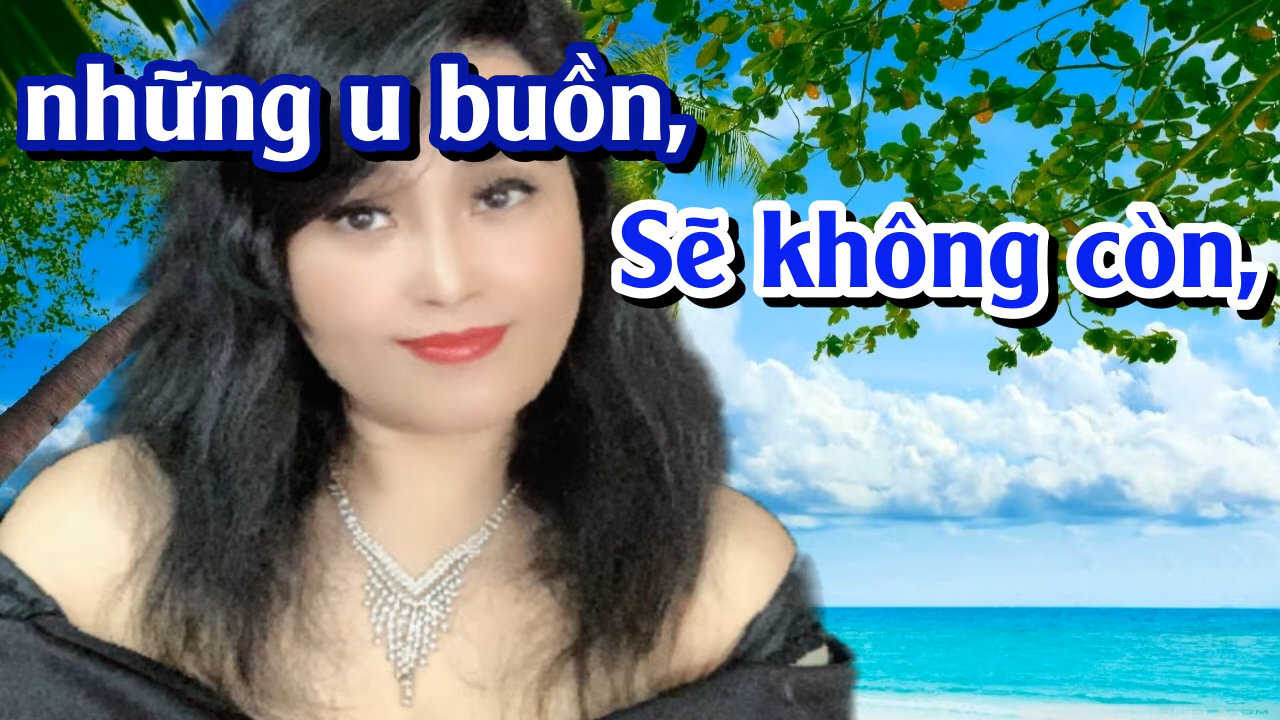 những u buồn,
Sẽ không còn,